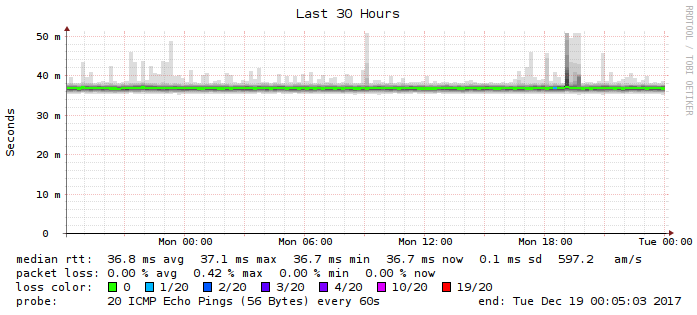 Last 30 Hours
RRDTOOL / TOBI OETIKER
Seconds
50 m
40 m
30 m
20 m
10 m
0
Mon 00:00 Mon 06:00 Mon 12:00 Mon 18:00 Tue 00:00
median rtt: 36.8 ms avg 37.1 ms max 36.7 ms min 36.7 ms now 0.1 ms sd 597.2 am/s
packet loss: 0.00 % avg 0.42 % max 0.00 % min 0.00 % now
loss color: 0 1/20 2/20 3/20 4/20 10/20 19/20
probe: 20 ICMP Echo Pings (56 Bytes) every 60s end: Tue Dec 19 00:05:03 2017